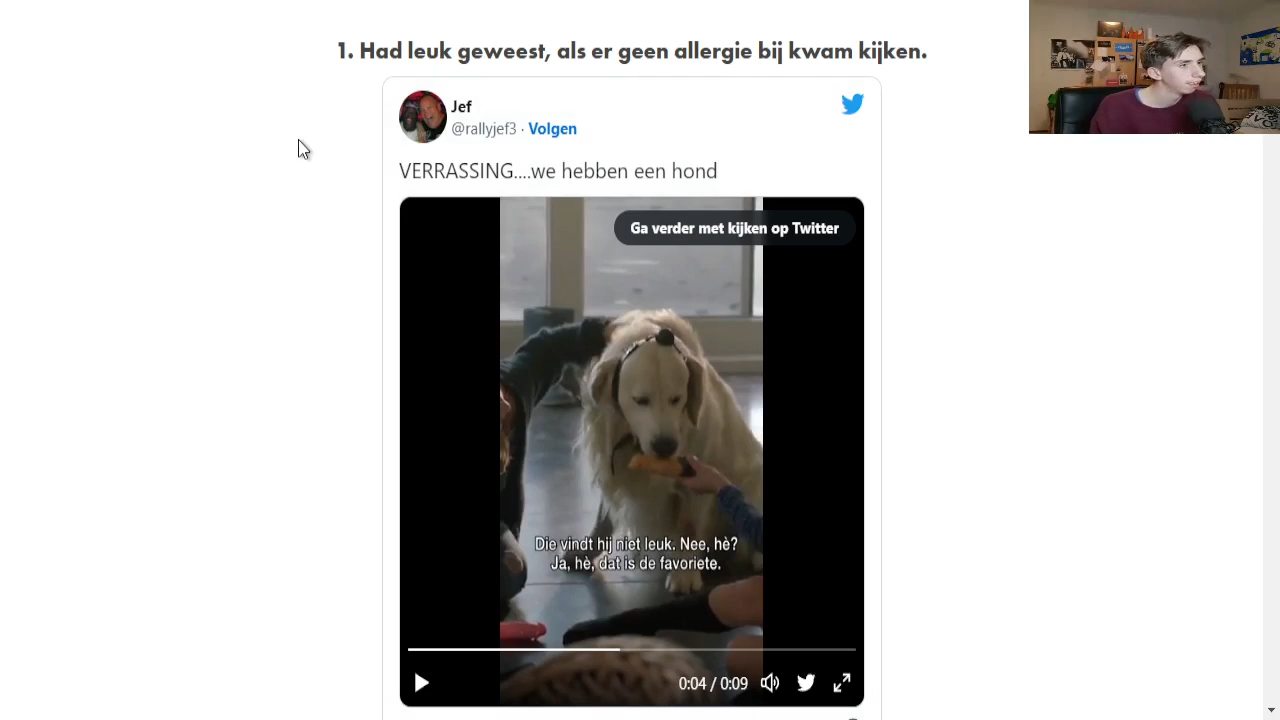 1. Had leuk geweest, als er geen allergie bij kwam kijken.
Jef
@rallyjef3 · Volgen
VERRASSING....we hebben een hond
Ga verder met kijken op Twitter
Die vindt hij niet leuk. Nee, hè?
Ja, hè, dat is de favoriete.
0:04 / 0:09